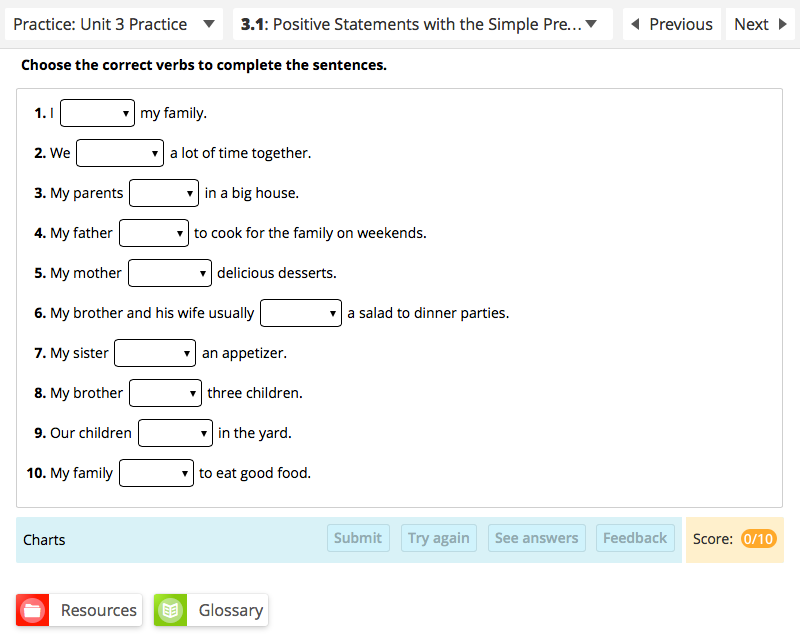 Practice: Unit 3 Practice 3.1: Positive Statements with the Simple Pre... Previous Next
Choose the correct verbs to complete the sentences.
1. I my family.
2. We a lot of time together.
3. My parents in a big house.
4. My father to cook for the family on weekends.
5. My mother delicious desserts.
6. My brother and his wife usually a salad to dinner parties.
7. My sister an appetizer.
8. My brother three children.
9. Our children in the yard.
10. My family to eat good food.
Charts Submit Try again See answers Feedback Score: 0/10
Resources Glossary